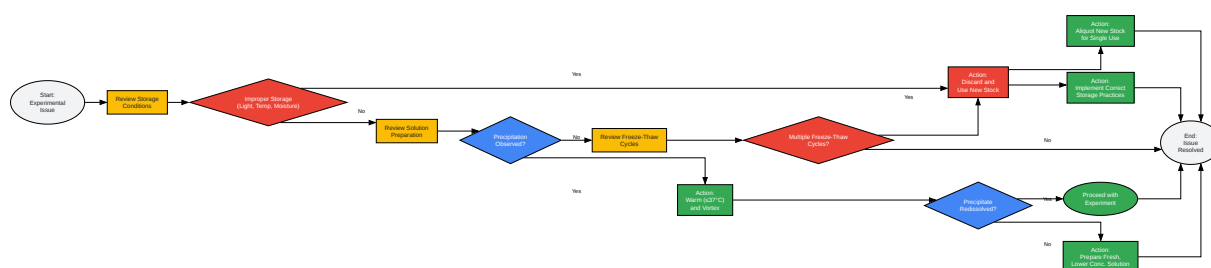 Start:
Experimental
Issue
Review Storage
Conditions
Improper Storage
(Light, Temp, Moisture)
Yes
No
Review Solution
Preparation
Precipitation
Observed?
No
Review Freeze-Thaw
Cycles
Multiple Freeze-Thaw
Cycles?
Yes
Action:
Discard and
Use New Stock
Action:
Aliquot New Stock
for Single Use
Action:
Implement Correct
Storage Practices
No
End:
Issue
Resolved
Yes
Action:
Warm (≤37°C)
and Vortex
Precipitate
Redissolved?
Yes
Proceed with
Experiment
No
Action:
Prepare Fresh,
Lower Conc. Solution